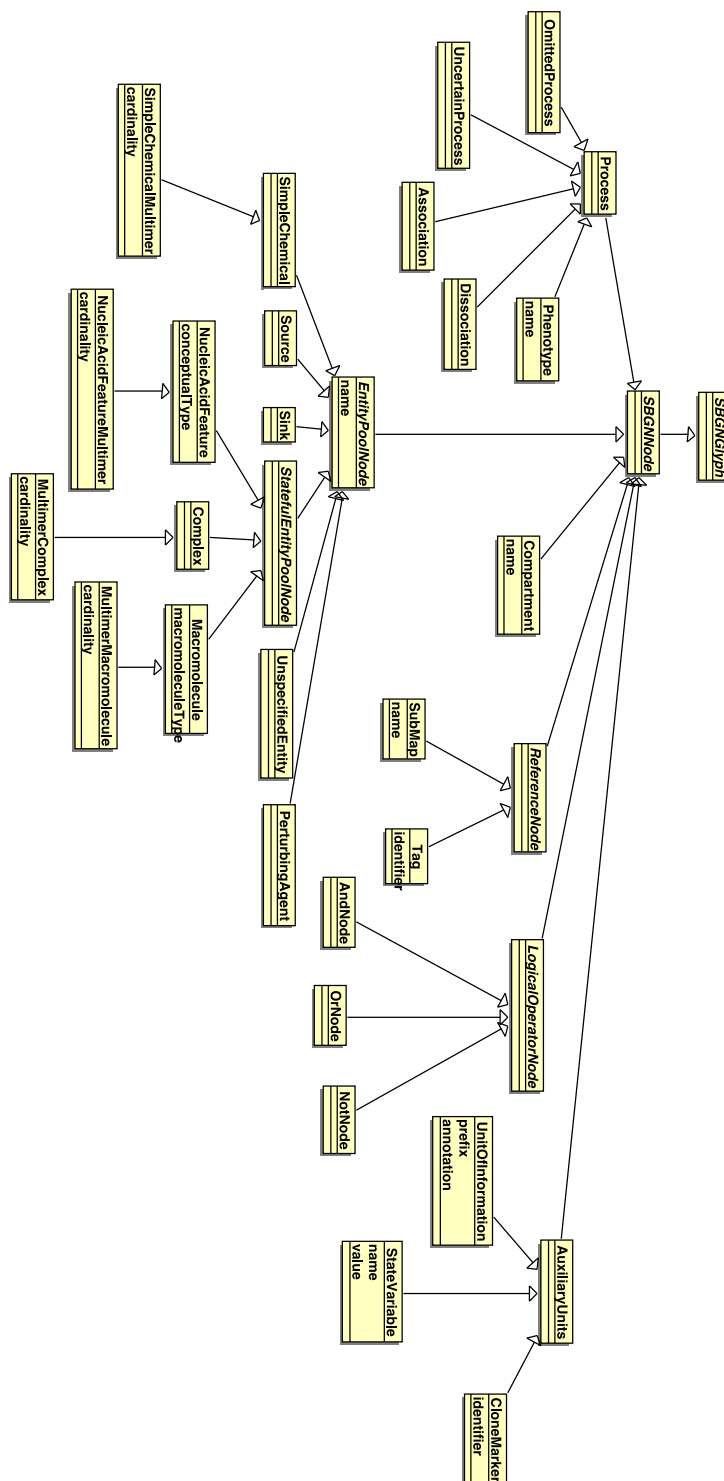 SBGNGlyph
SBGNNode
Process
OmittedProcess
UncertainProcess
Association
Dissociation
Phenotype
name
EntityPoolNode
name
Compartment
name
ReferenceNode
LogicalOperatorNode
AuxiliaryUnits
SimpleChemical
Source
Sink
StatefulEntityPoolNode
UnspecifiedEntity
PerturbingAgent
SubMap
name
Tag
identifier
AndNode
OrNode
NotNode
UnitOfInformation
prefix
annotation
StateVariable
name
value
CloneMarker
identifier
SimpleChemicalMultimer
cardinality
NucleicAcidFeature
conceptualType
Complex
Macromolecule
macromoleculeType
NucleicAcidFeatureMultimer
cardinality
MultimerComplex
cardinality
MultimerMacromolecule
cardinality